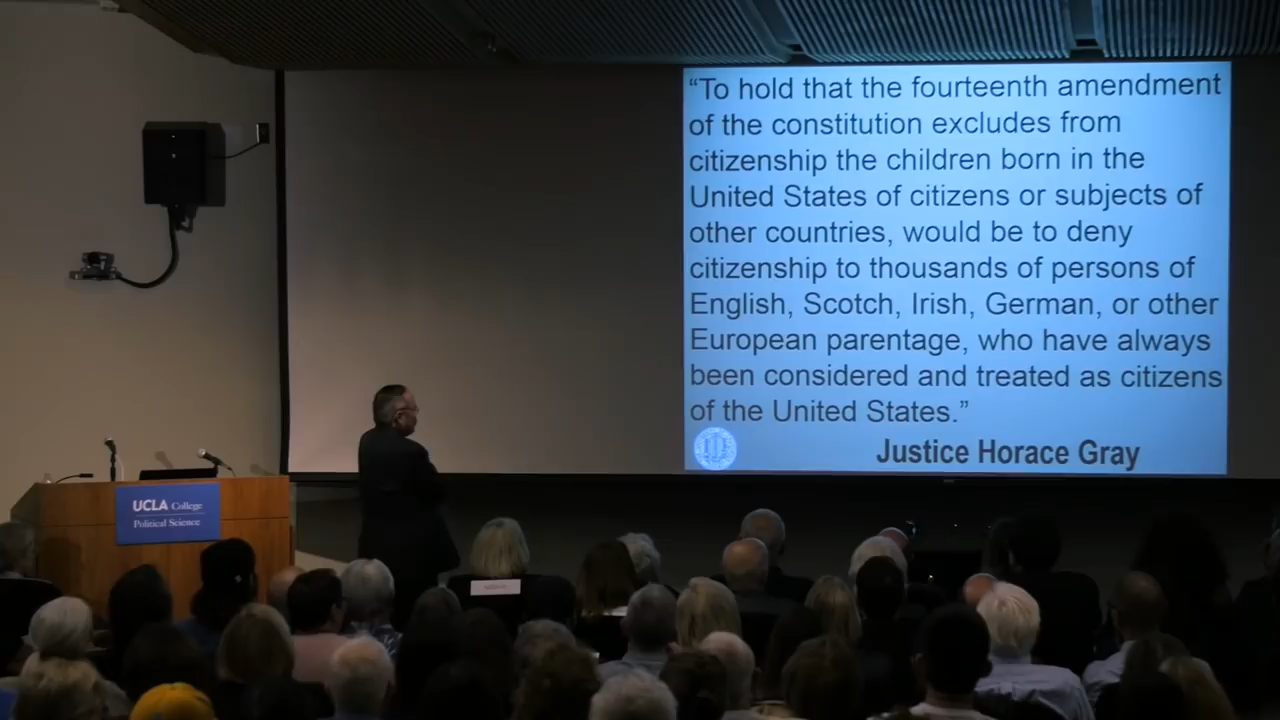 “To hold that the fourteenth amendment
of the constitution excludes from
citizenship the children born in the
United States of citizens or subjects of
other countries, would be to deny
citizenship to thousands of persons of
English, Scotch, Irish, German, or other
European parentage, who have always
been considered and treated as citizens
of the United States.”
Justice Horace Gray
UCLA College
Political Science